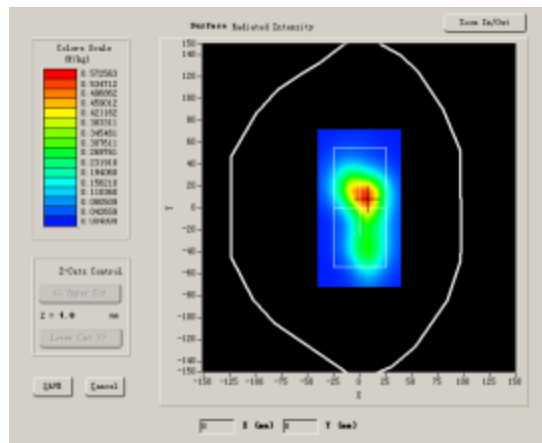 Surface Radiated Intensity
Zoom In/Out
Colors Scale
(W/kg)
0.572563
0.534712
0.496862
0.459012
0.421162
0.383311
0.345461
0.307611
0.269761
0.231910
0.194060
0.156210
0.118360
0.080509
0.042659
Z-Cuts Control
<< Upper Cut
Z = 4.0 mm
Lower Cut >>
SAVE Cancel
150
140
120
100
80
60
40
20
0
-20
-40
-60
-80
-100
-120
-140
-150
Y
-150 -125 -100 -75 -50 -25 0 25 50 75 100 125 150
X
0 X (mm) 0 Y (mm)